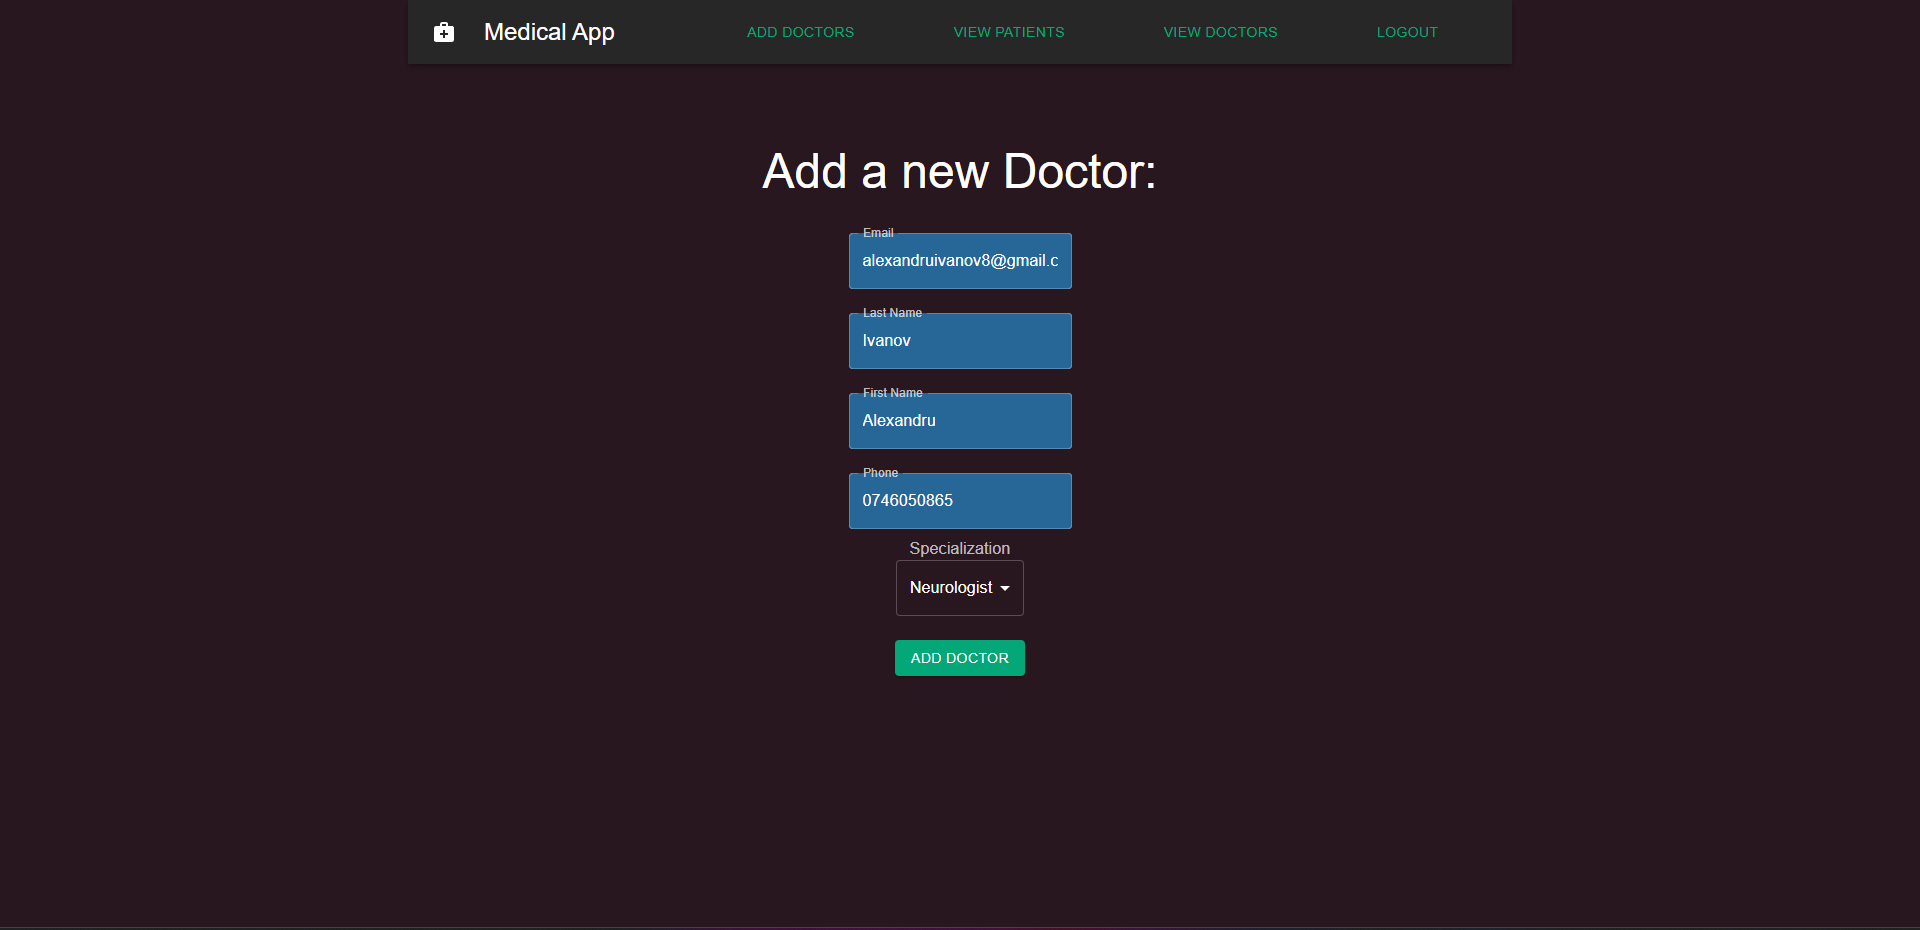 Medical App ADD DOCTORS VIEW PATIENTS VIEW DOCTORS LOGOUT
Add a new Doctor:
Email
alexandruivanov8@gmail.c
Last Name
Ivanov
First Name
Alexandru
Phone
0746050865
Specialization
Neurologist
ADD DOCTOR